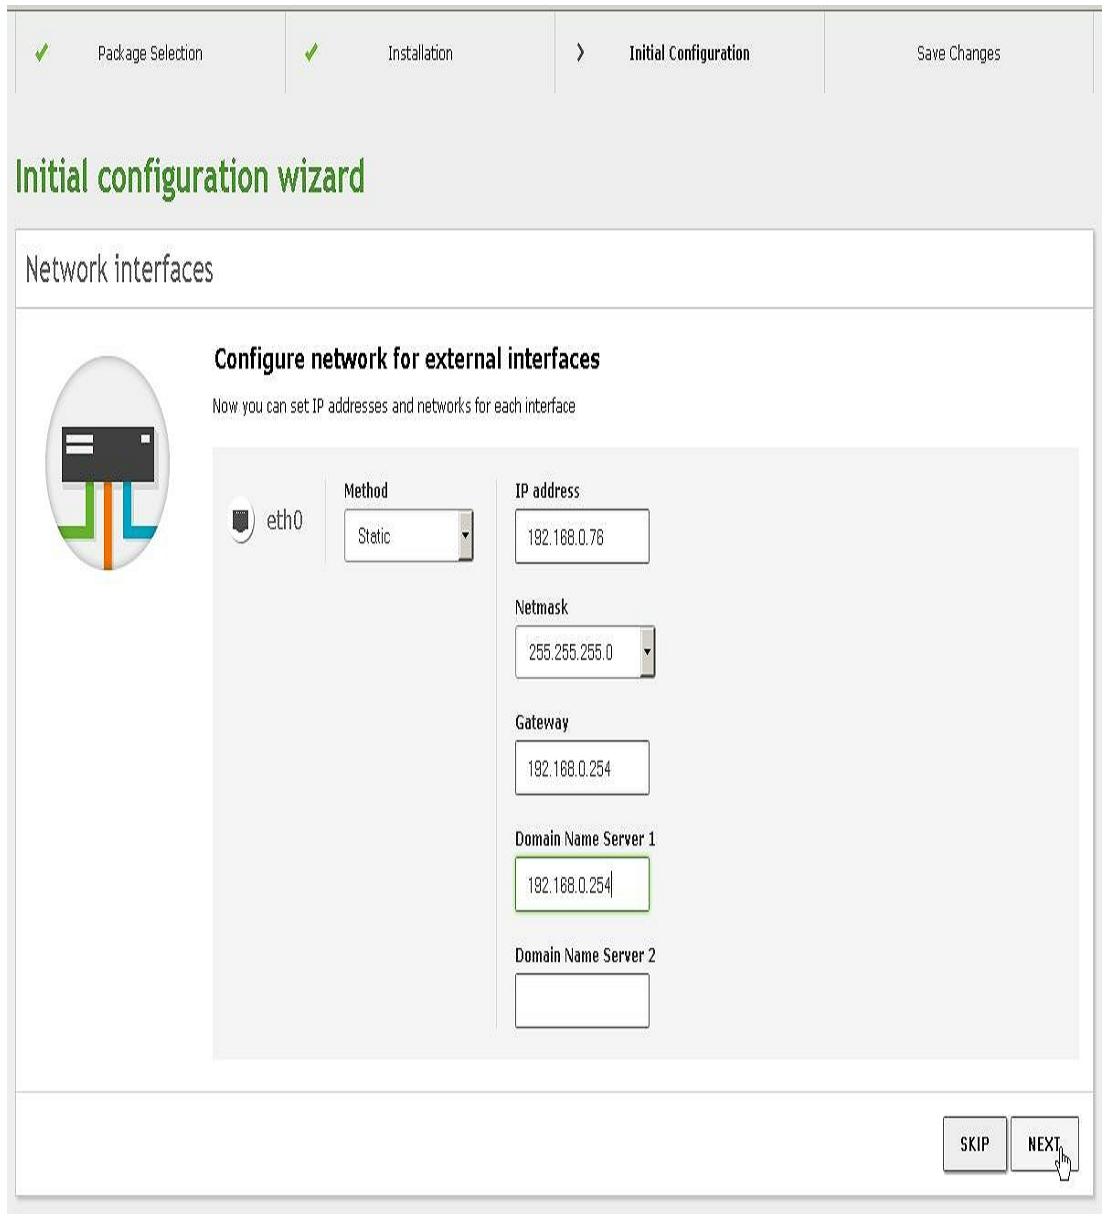 Package Selection
Installation
Initial Configuration
Save Changes
Initial configuration wizard
Network interfaces
Configure network for external interfaces
Now you can set IP addresses and networks for each interface
eth0
Method
Static
IP address
192.168.0.76
Netmask
255.255.255.0
Gateway
192.168.0.254
Domain Name Server 1
192.168.0.254
Domain Name Server 2
SKIP
NEXT